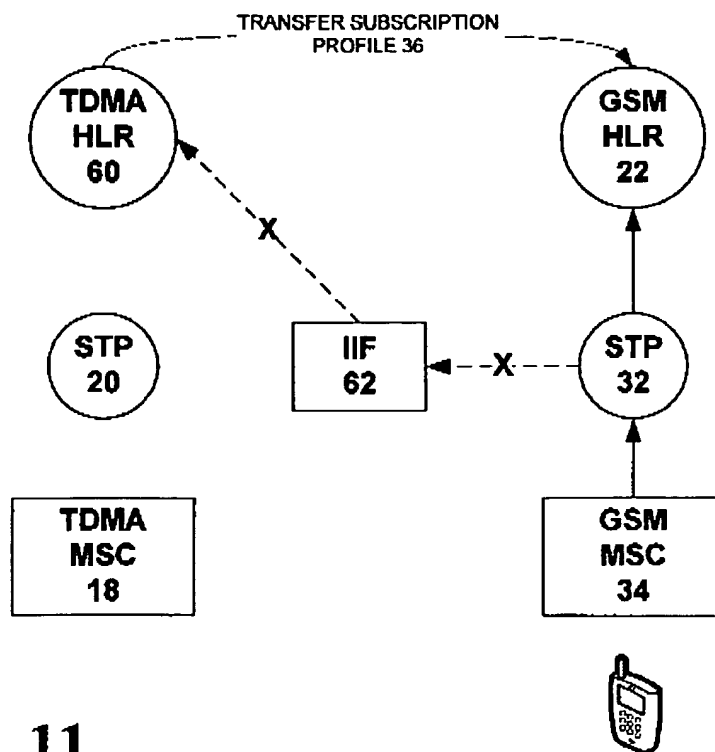 TRANSFER SUBSCRIPTION
PROFILE 36
TDMA
HLR
60
GSM
HLR
22
X
STP
20
IIF
62
X
STP
32
TDMA
MSC
18
GSM
MSC
34
11